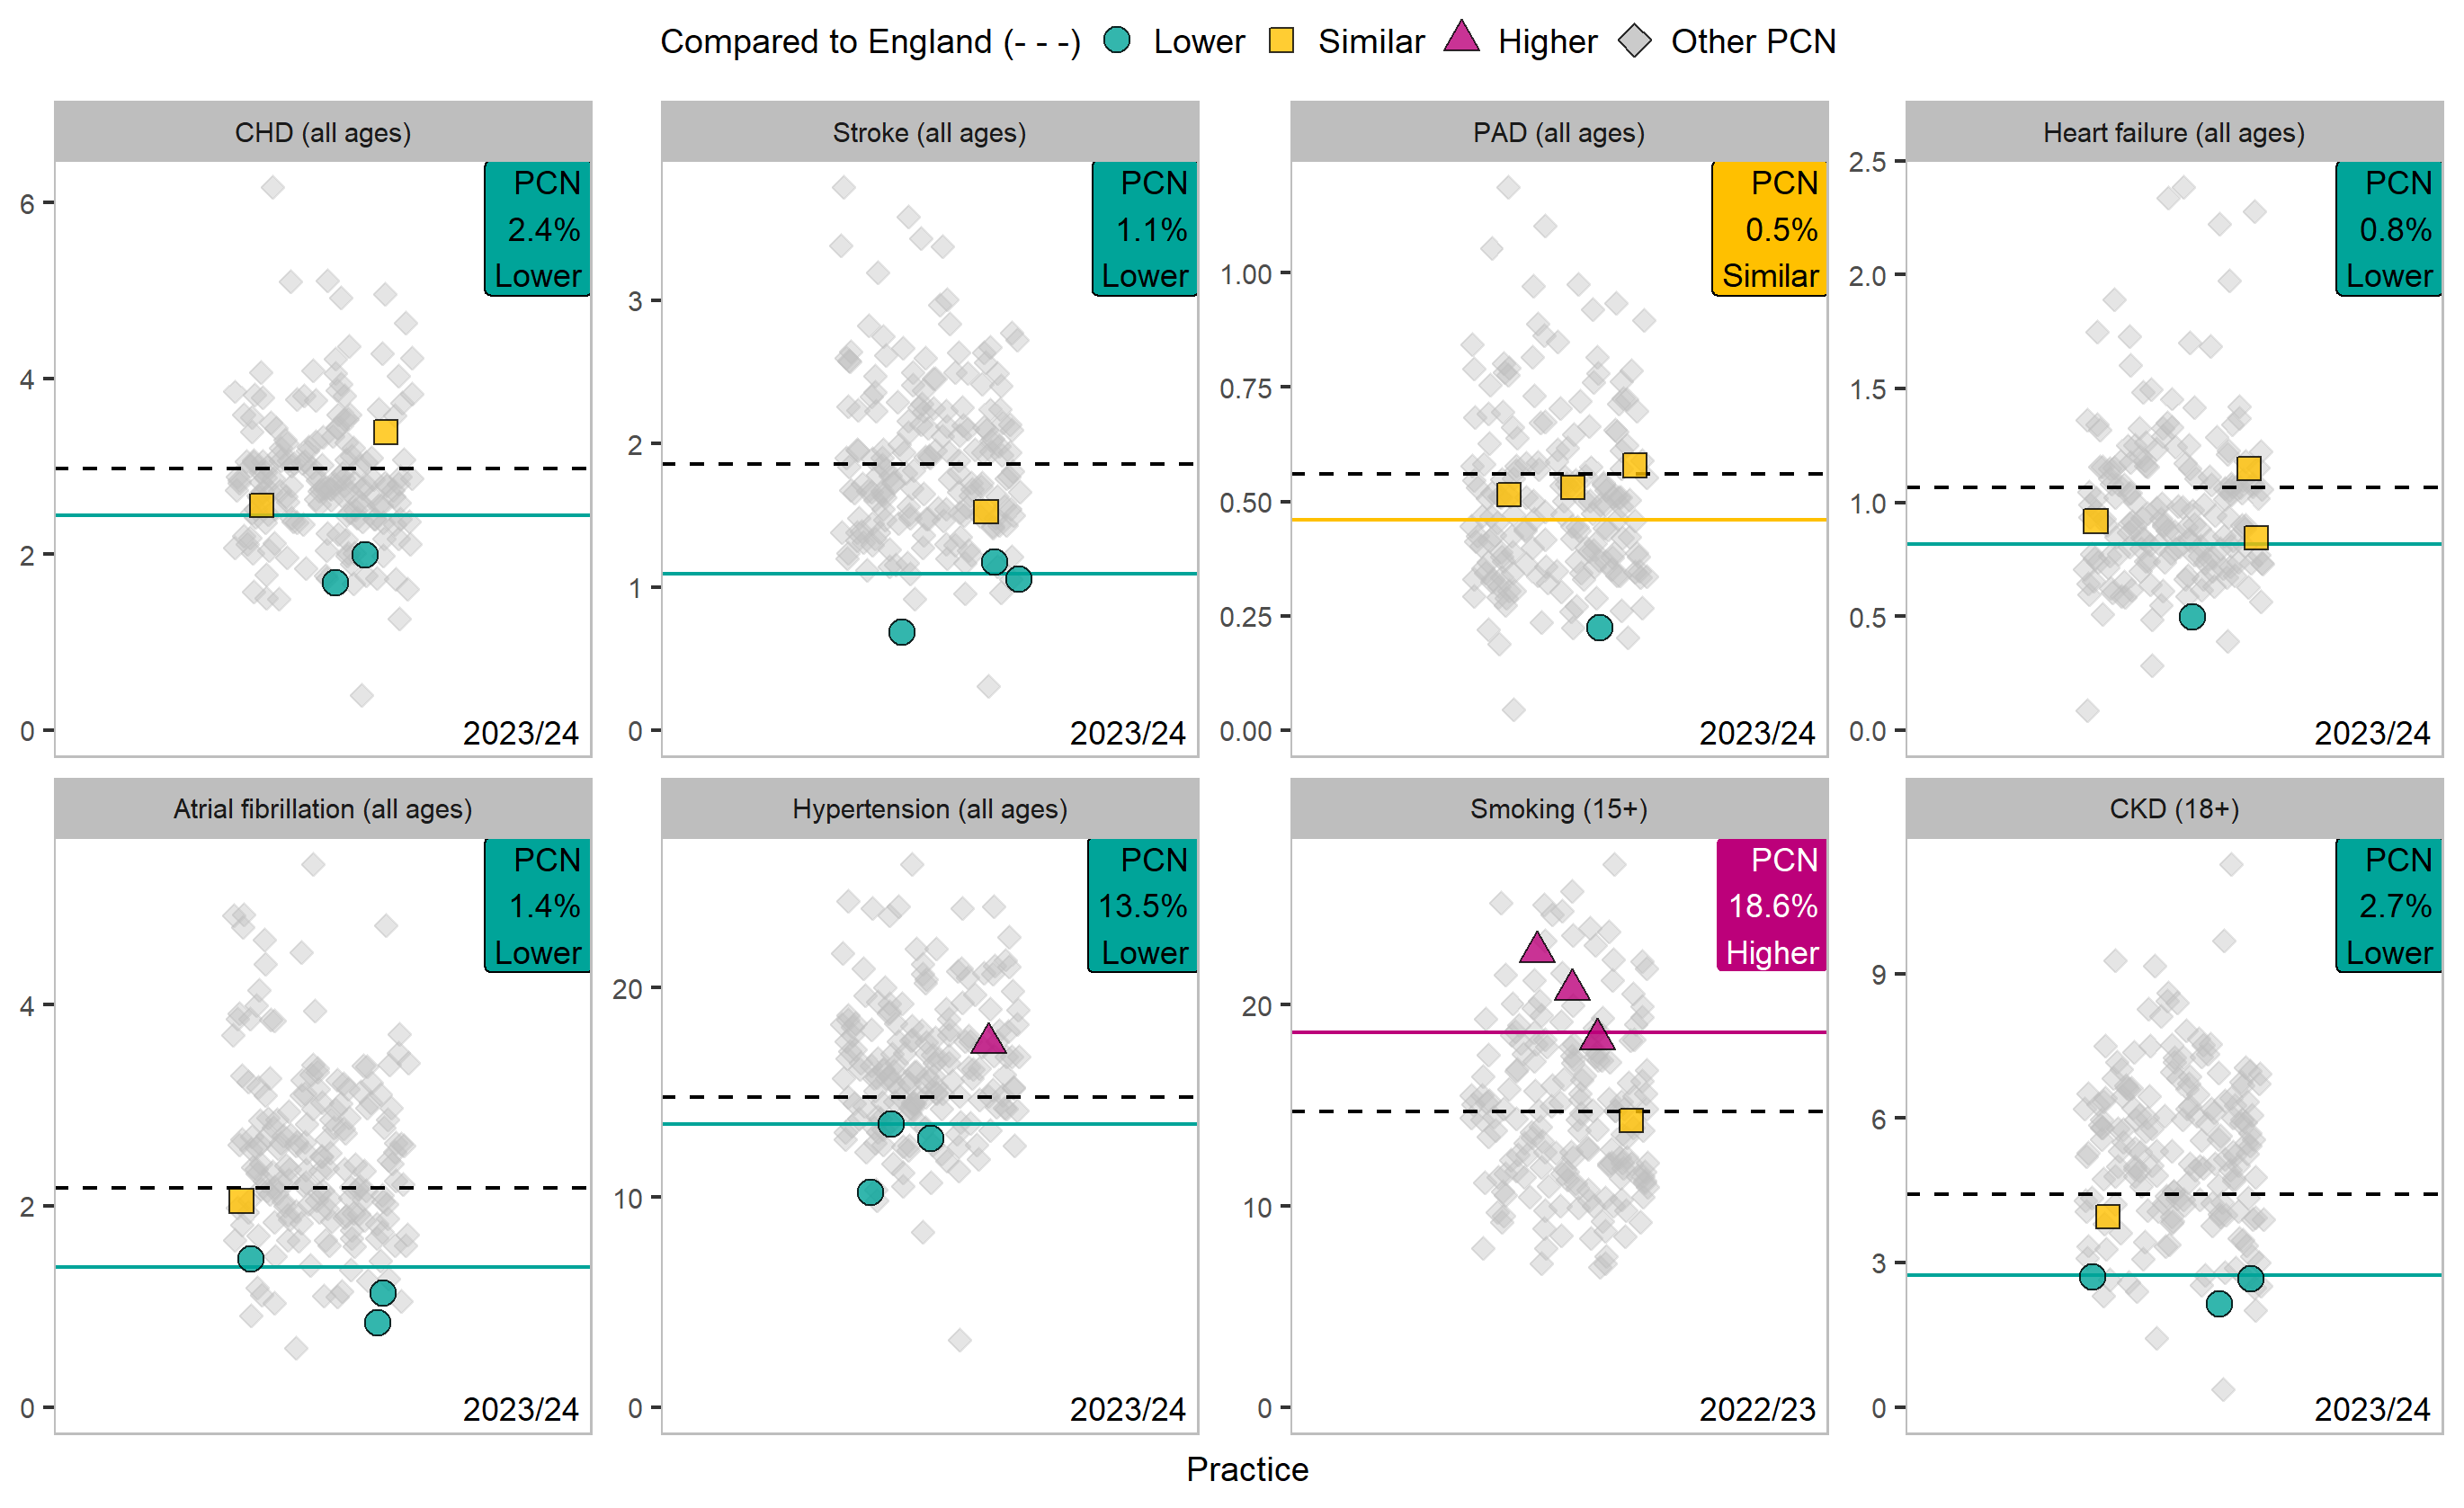 Compared to England (- - -) Lower Similar Higher Other PCN
CHD (all ages)
PCN
2.4%
Lower
6
4
2
0
2023/24
Stroke (all ages)
PCN
1.1%
Lower
3
2
1
0
2023/24
PAD (all ages)
PCN
0.5%
Similar
1.00
0.75
0.50
0.25
0.00
2023/24
Heart failure (all ages)
PCN
0.8%
Lower
2.5
2.0
1.5
1.0
0.5
0.0
2023/24
Atrial fibrillation (all ages)
PCN
1.4%
Lower
4
2
0
2023/24
Hypertension (all ages)
PCN
13.5%
Lower
20
10
0
2023/24
Smoking (15+)
PCN
18.6%
Higher
20
10
0
2022/23
CKD (18+)
PCN
2.7%
Lower
9
6
3
0
2023/24
Practice